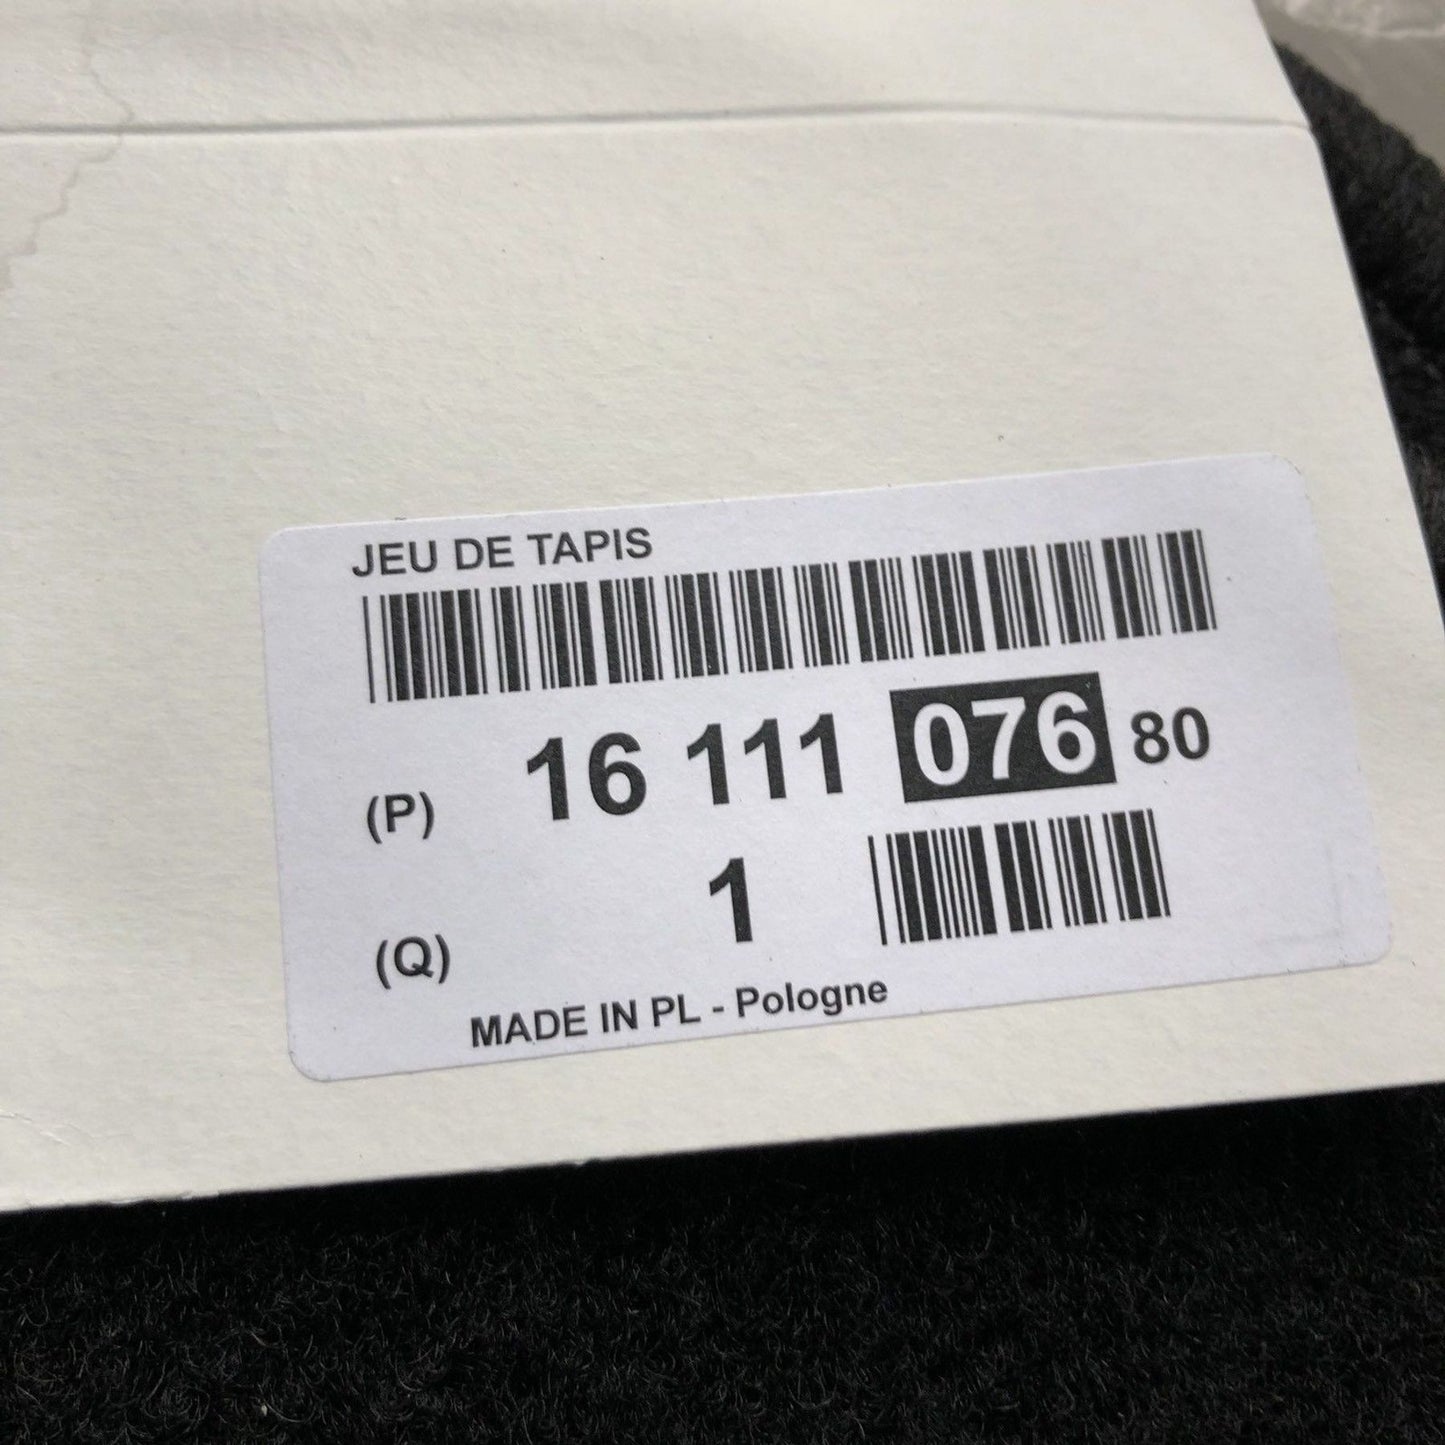 JEU DE TAPIS
(P) 16 111 076 80
(Q) 1
MADE IN PL - Pologne